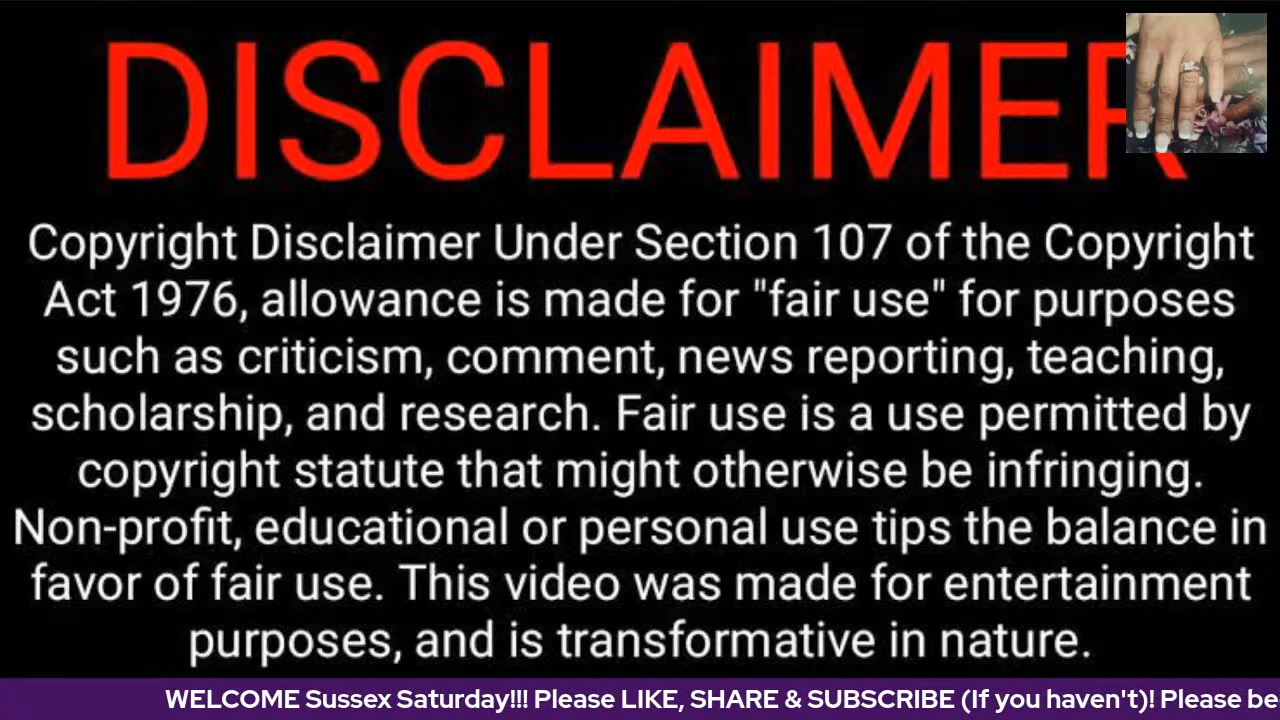 DISCLAIMER
Copyright Disclaimer Under Section 107 of the Copyright
Act 1976, allowance is made for "fair use" for purposes
such as criticism, comment, news reporting, teaching,
scholarship, and research. Fair use is a use permitted by
copyright statute that might otherwise be infringing.
Non-profit, educational or personal use tips the balance in
favor of fair use. This video was made for entertainment
purposes, and is transformative in nature.
WELCOME Sussex Saturday!!! Please LIKE, SHARE & SUBSCRIBE (If you haven't)! Please be